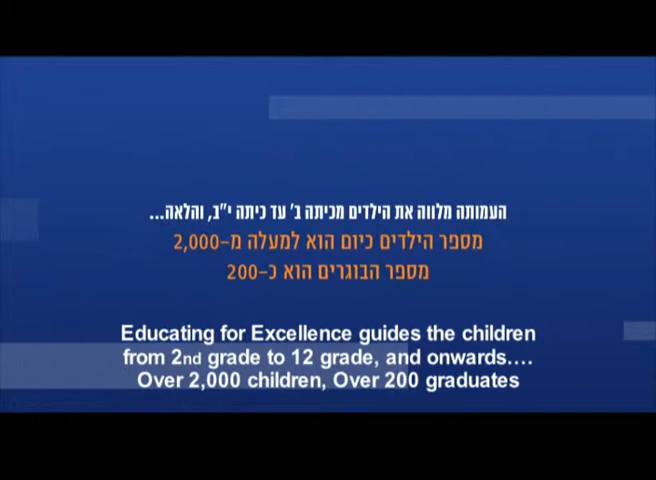 העמותה מלווה את הילדים מכיתה ב' עד כיתה י"ב, והלאה...
מספר הילדים כיום הוא למעלה מ-2,000
מספר הבוגרים הוא כ-200
Educating for Excellence guides the children
from 2nd grade to 12 grade, and onwards....
Over 2,000 children, Over 200 graduates